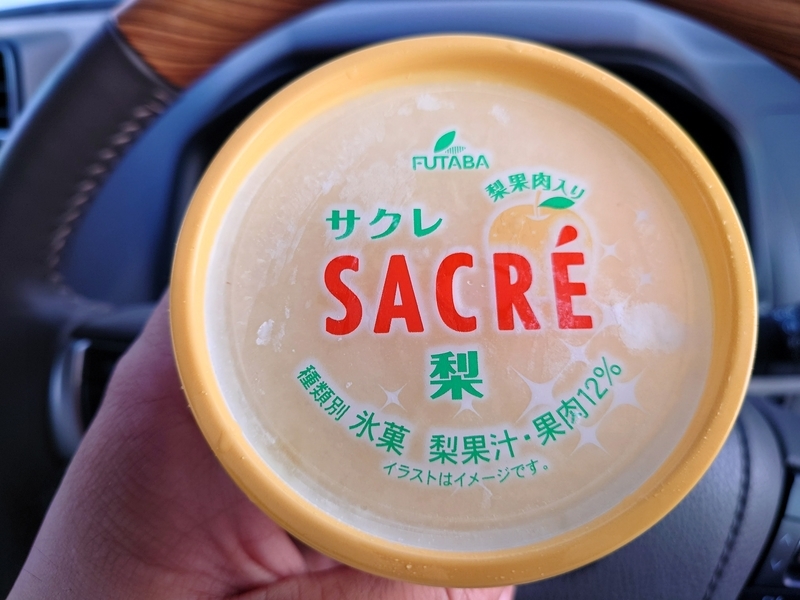 FUTABA
梨果肉入り
サクレ
SACRÉ
梨
種類別 氷菓 梨果汁・果肉12%
イラストはイメージです。